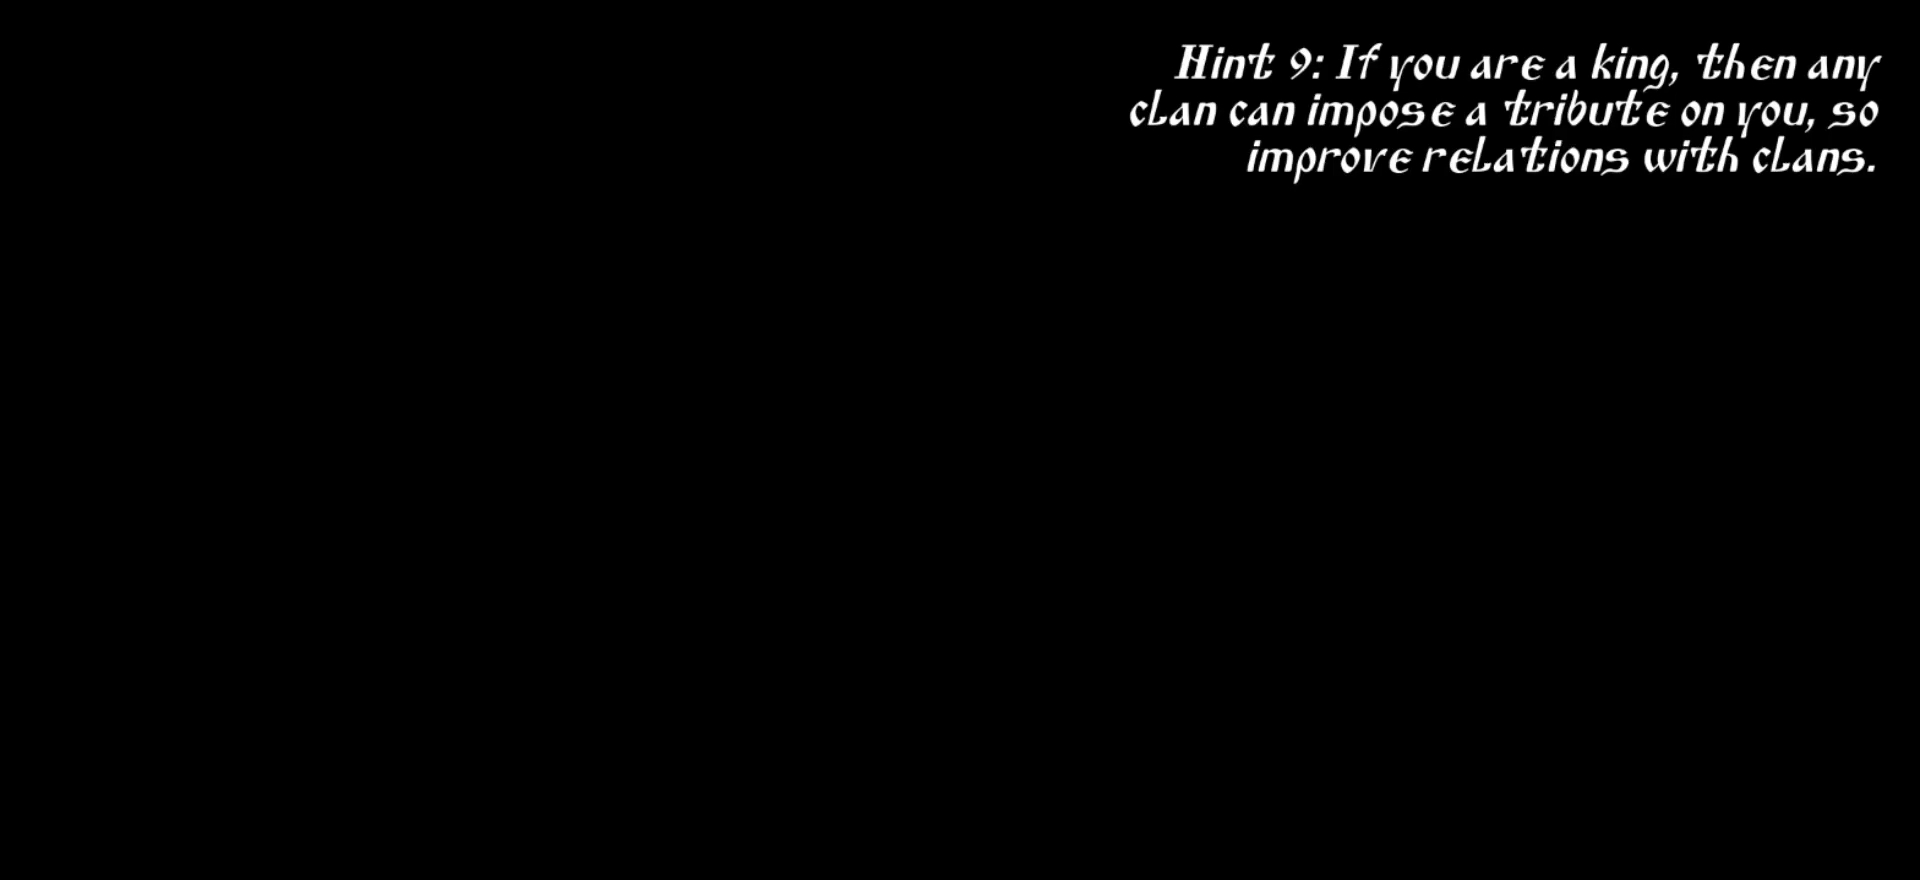 Hint 9: If you are a king, then any
clan can impose a tribute on you, so
improve relations with clans.